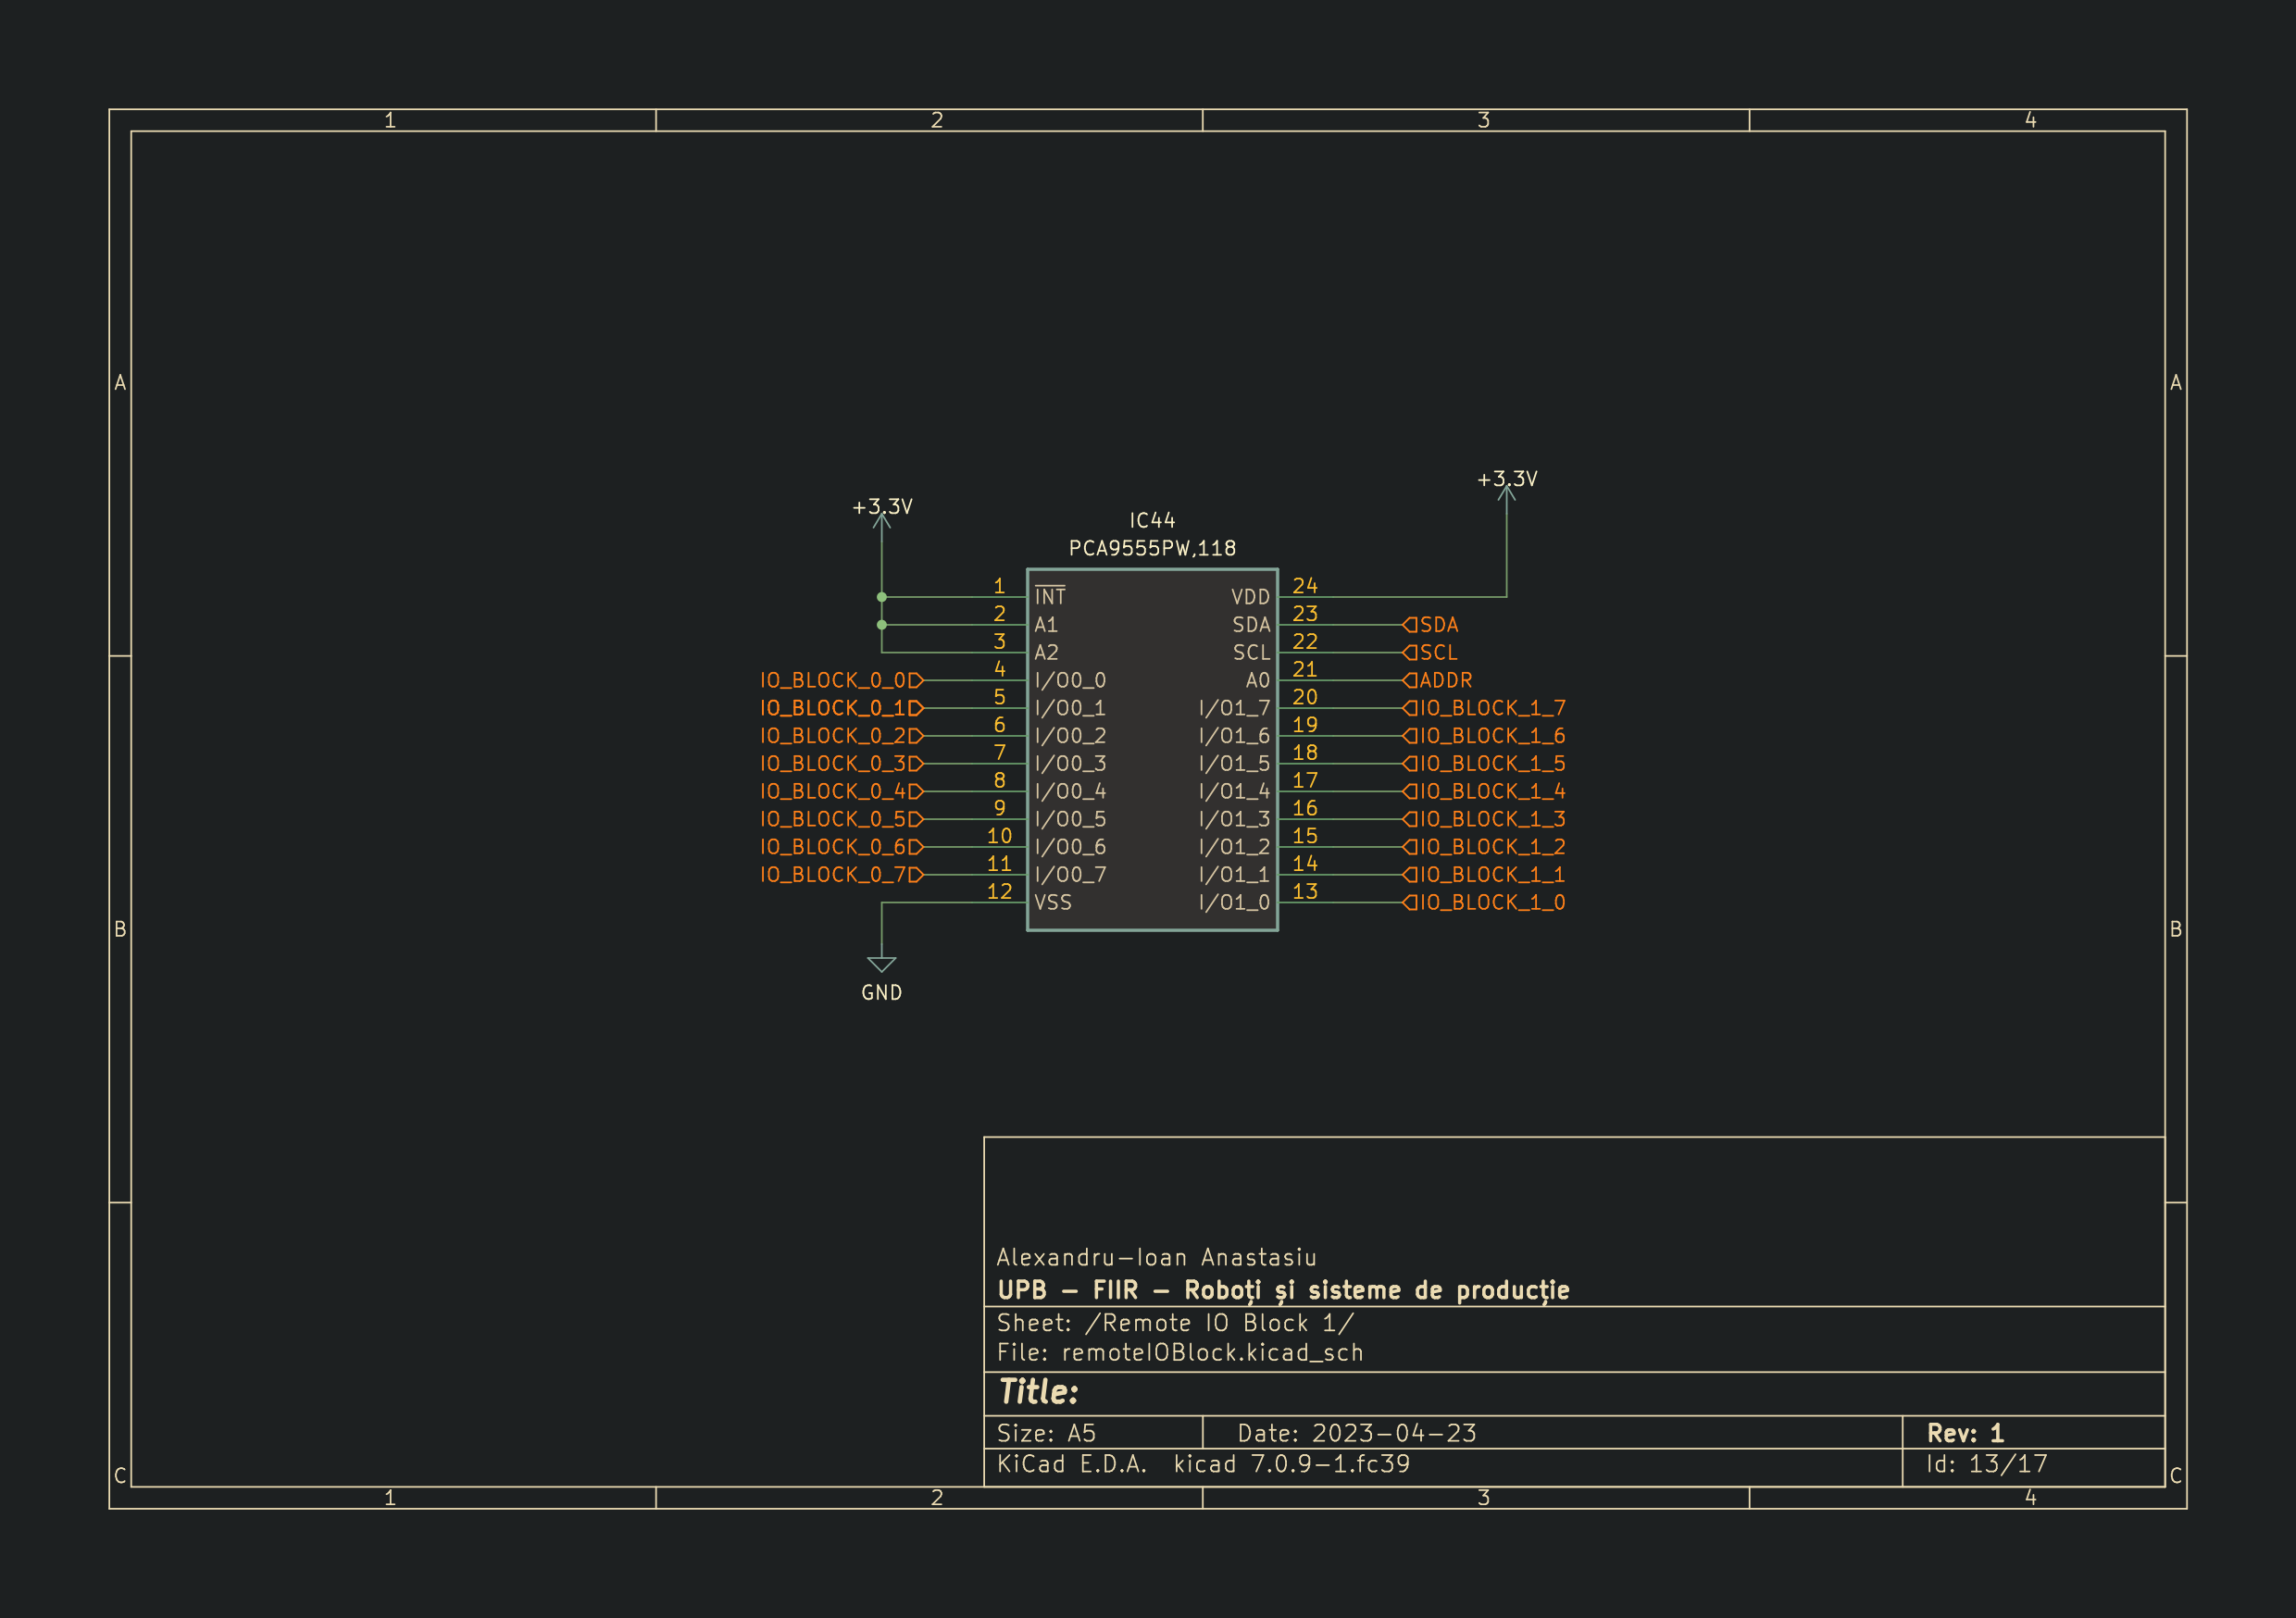 1 2 3 4
A A
+3.3V
+3.3V
IC44
PCA9555PW,118
1 INT VDD 24
2 A1 SDA 23 SDA
3 A2 SCL 22 SCL
IO_BLOCK_0_0 4 I/O0_0 A0 21 ADDR
IO_BLOCK_0_1 5 I/O0_1 I/O1_7 20 IO_BLOCK_1_7
IO_BLOCK_0_2 6 I/O0_2 I/O1_6 19 IO_BLOCK_1_6
IO_BLOCK_0_3 7 I/O0_3 I/O1_5 18 IO_BLOCK_1_5
IO_BLOCK_0_4 8 I/O0_4 I/O1_4 17 IO_BLOCK_1_4
IO_BLOCK_0_5 9 I/O0_5 I/O1_3 16 IO_BLOCK_1_3
IO_BLOCK_0_6 10 I/O0_6 I/O1_2 15 IO_BLOCK_1_2
IO_BLOCK_0_7 11 I/O0_7 I/O1_1 14 IO_BLOCK_1_1
12 VSS I/O1_0 13 IO_BLOCK_1_0
B B
GND
Alexandru-Ioan Anastasiu
UPB - FIIR - Roboți și sisteme de producție
Sheet: /Remote IO Block 1/
File: remoteIOBlock.kicad_sch
Title:
Size: A5 Date: 2023-04-23 Rev: 1
KiCad E.D.A. kicad 7.0.9-1.fc39 Id: 13/17
C C
1 2 3 4